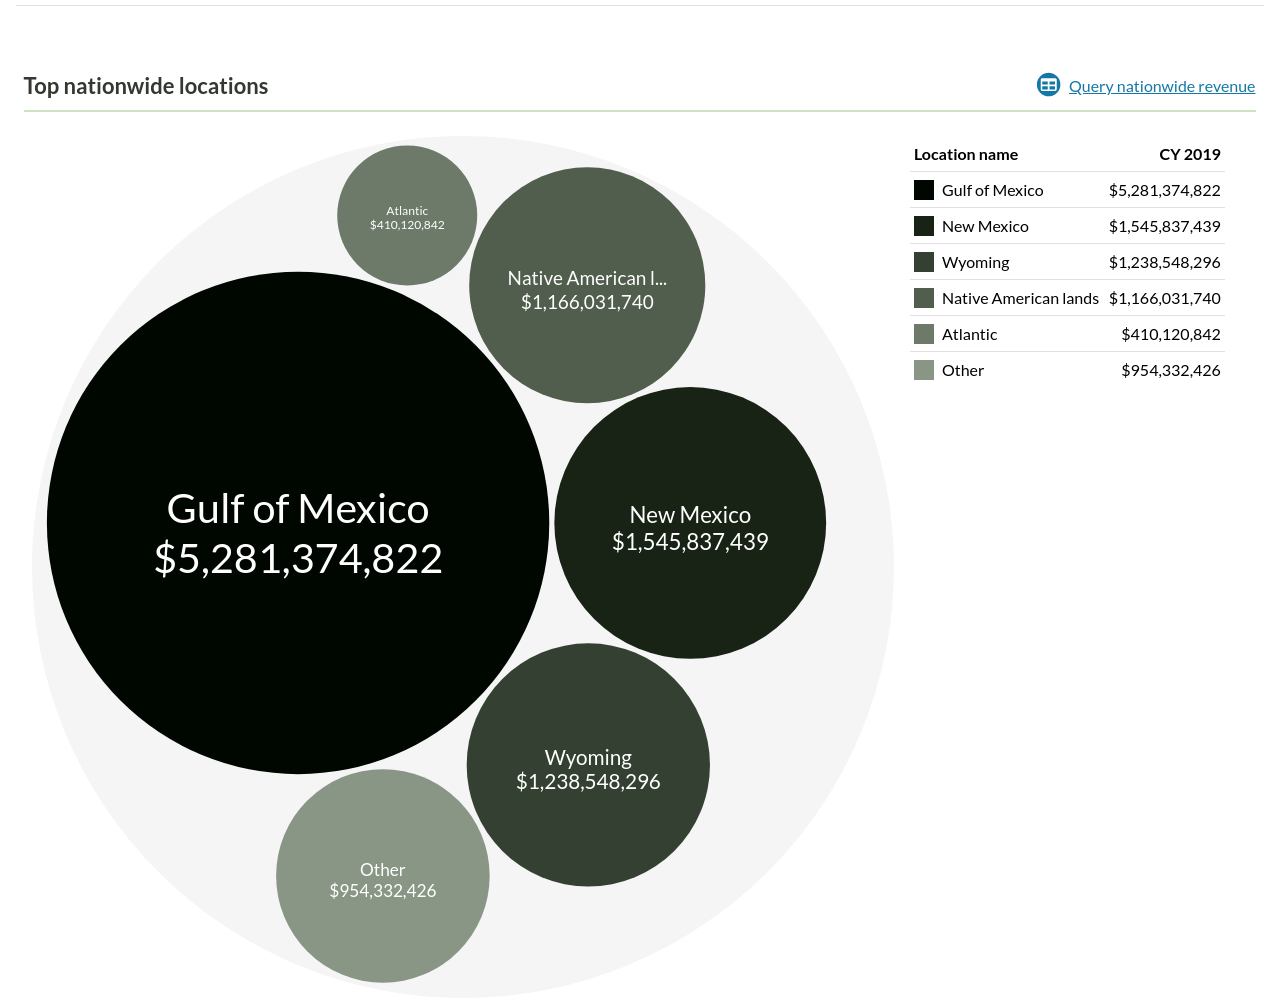 Top nationwide locations
Query nationwide revenue
Atlantic
$410,120,842
Native American l...
$1,166,031,740
Gulf of Mexico
$5,281,374,822
New Mexico
$1,545,837,439
Wyoming
$1,238,548,296
Other
$954,332,426
Location name CY 2019
Gulf of Mexico $5,281,374,822
New Mexico $1,545,837,439
Wyoming $1,238,548,296
Native American lands $1,166,031,740
Atlantic $410,120,842
Other $954,332,426